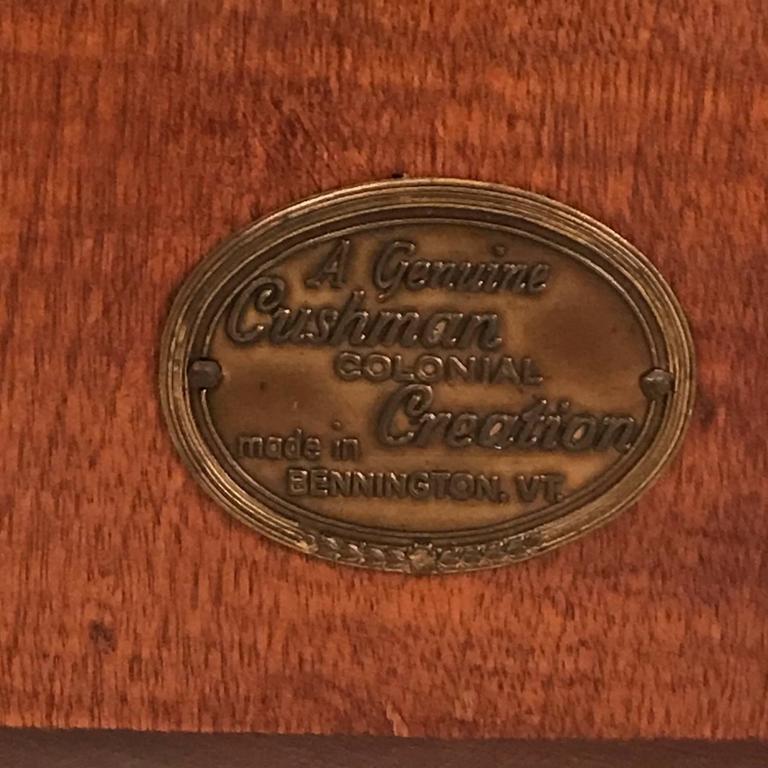 A Genuine
Cushman
COLONIAL
Creation
made in
BENNINGTON, VT.